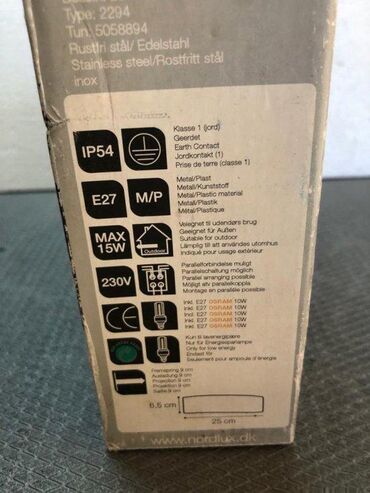 Type: 2294
Tun: 5058894
Rustfri stål/ Edelstahl
Stainless steel/Rostfritt stål
inox
IP54
Klasse 1 (jord)
Geerdet
Earth Contact
Jordkontakt (1)
Prise de terre (classe 1)
E27
M/P
Metal/Plast
Metall/Kunststoff
Metal/Plastic material
Metall/Plastik
Métal/Plastique
MAX
15W
Velegnet til udendørs brug
Geeignet für Außen
Suitable for outdoor
Lämplig till att användas utomhus
Indiqué pour usage extérieur
230V
Parallelforbindelse muligt
Parallelschaltung möglich
Parallel arranging possible
Möjligt att parallellkoppla
Montage en parallèle possible
CE
Inkl. E27 OSRAM 10W
Inkl. E27 OSRAM 10W
Incl. E27 OSRAM 10W
Inkl. E27 OSRAM 10W
Incl. E27 OSRAM 10W
Kun til lavenergipære
Nur für Energiesparlampe
Only for low energy
Endast för
Seulement pour ampoule d'énergie
Fremspring 9 cm
Ausladung 9 cm
Projection 9 cm
Projektion 9 cm
Saillie 9 cm
6,5 cm
25 cm
www.nordlux.dk